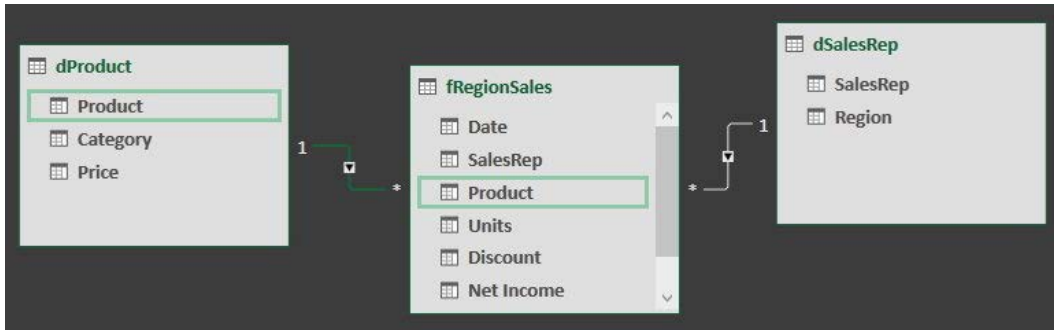 dProduct
Product
Category
Price
1
*
fRegionSales
Date
SalesRep
Product
Units
Discount
Net Income
*
1
dSalesRep
SalesRep
Region